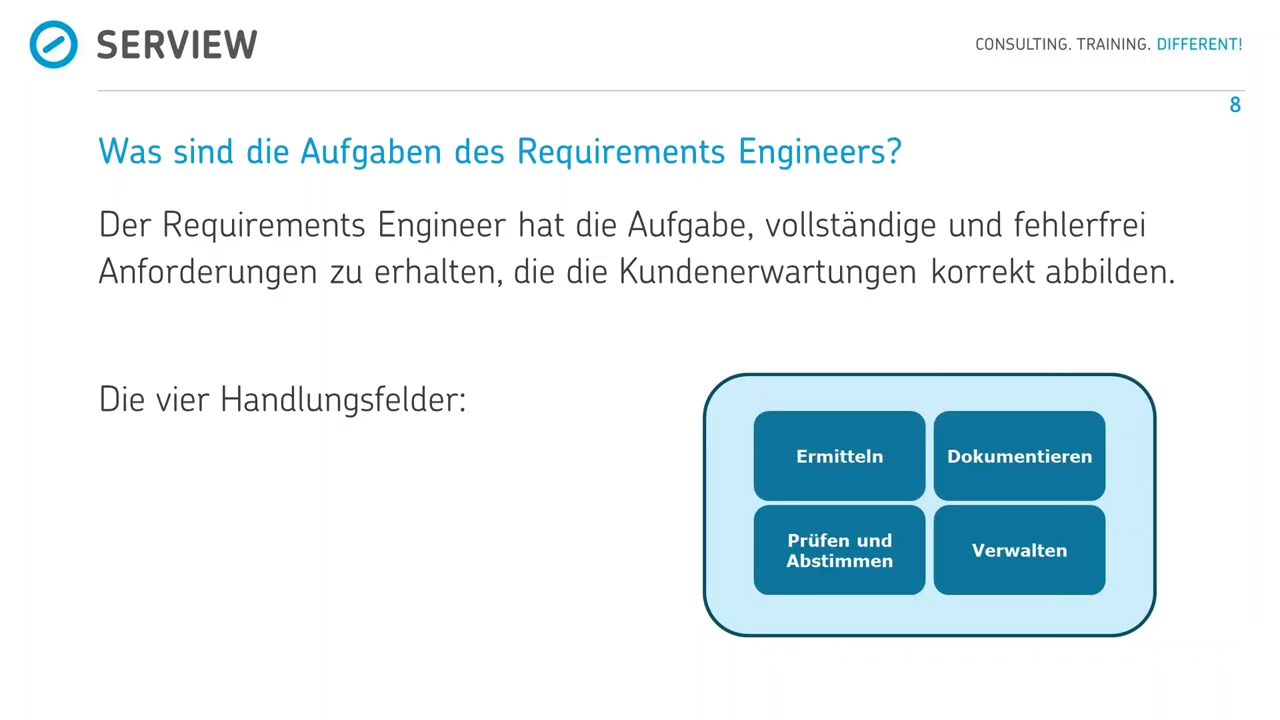 SERVIEW
CONSULTING. TRAINING. DIFFERENT!
8
Was sind die Aufgaben des Requirements Engineers?
Der Requirements Engineer hat die Aufgabe, vollständige und fehlerfrei
Anforderungen zu erhalten, die die Kundenerwartungen korrekt abbilden.
Die vier Handlungsfelder:
Ermitteln
Dokumentieren
Prüfen und
Abstimmen
Verwalten